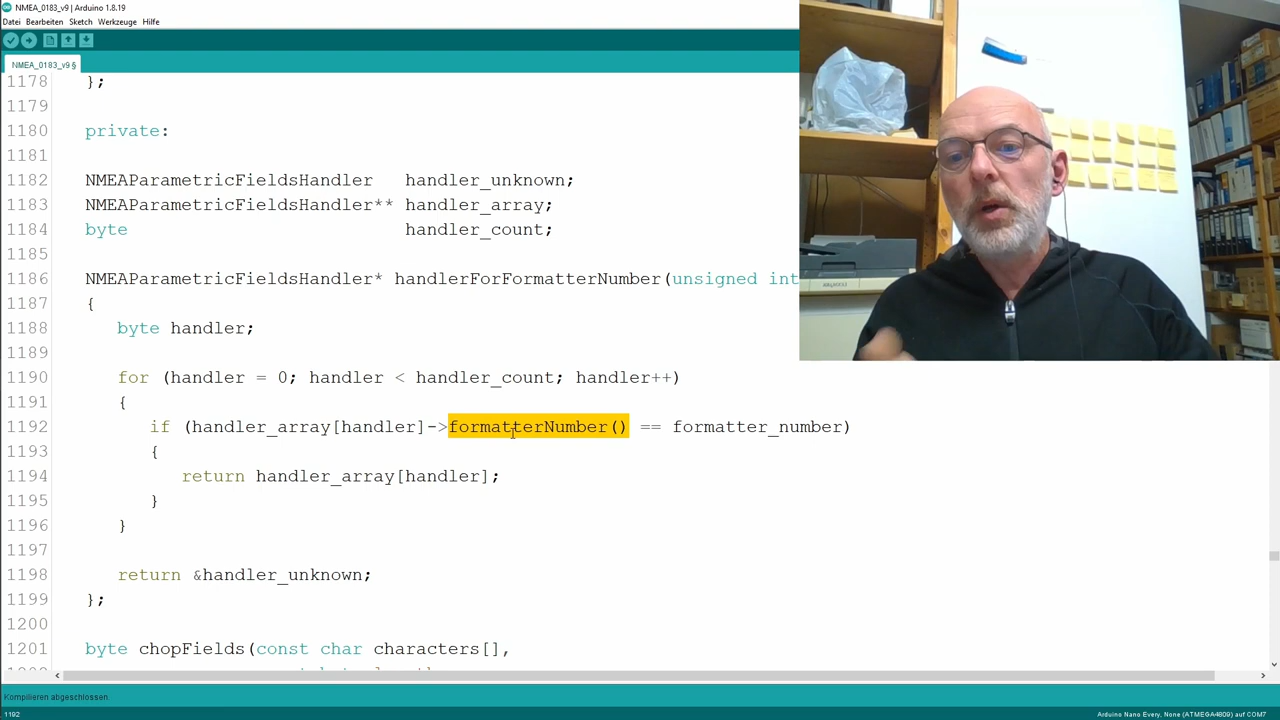 NMEA_0183_v9 | Arduino 1.8.19
Datei Bearbeiten Sketch Werkzeuge Hilfe
NMEA_0183_v9 §
1178 };
1179
1180 private:
1181
1182 NMEAParametricFieldsHandler handler_unknown;
1183 NMEAParametricFieldsHandler** handler_array;
1184 byte handler_count;
1185
1186 NMEAParametricFieldsHandler* handlerForFormatterNumber(unsigned int
1187 {
1188 byte handler;
1189
1190 for (handler = 0; handler < handler_count; handler++)
1191 {
1192 if (handler_array[handler]->formatterNumber() == formatter_number)
1193 {
1194 return handler_array[handler];
1195 }
1196 }
1197
1198 return &handler_unknown;
1199 };
1200
1201 byte chopFields(const char characters[],
Kompilieren abgeschlossen.
1192 Arduino Nano Every, None (ATMEGA4809) auf COM7